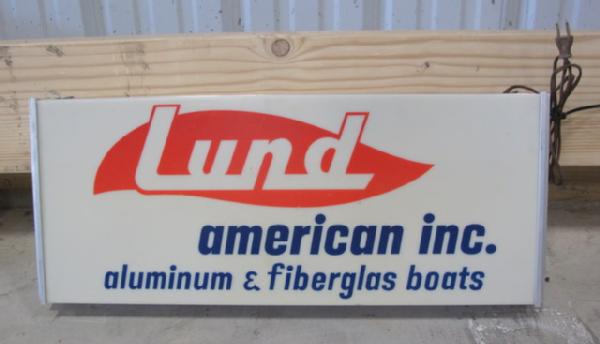 Lund
american inc.
aluminum & fiberglas boats